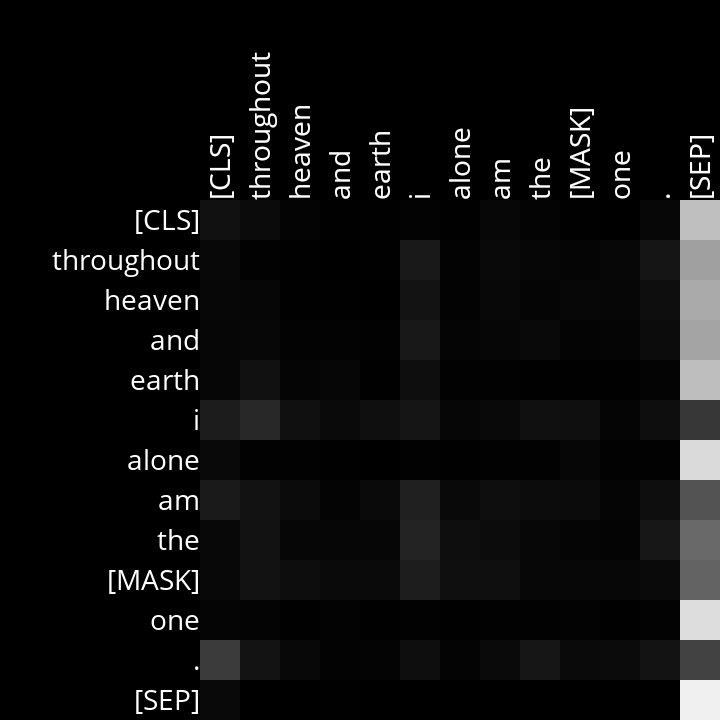 [CLS] throughout heaven and earth i alone am the [MASK] one . [SEP]
[CLS]
throughout
heaven
and
earth
i
alone
am
the
[MASK]
one
.
[SEP]